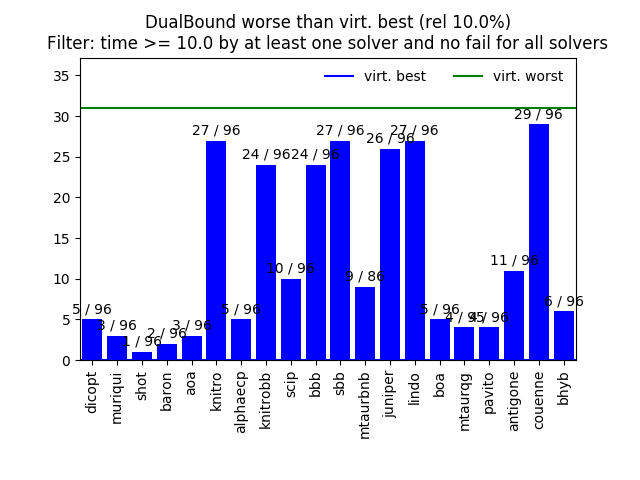 DualBound worse than virt. best (rel 10.0%)
Filter: time >= 10.0 by at least one solver and no fail for all solvers
virt. best
virt. worst
35
30
25
20
15
10
5
0
5 / 96
3 / 96
1 / 96
2 / 96
3 / 96
27 / 96
5 / 96
24 / 96
10 / 96
24 / 96
27 / 96
9 / 86
26 / 96
27 / 96
5 / 96
4 / 95
4 / 96
11 / 96
29 / 96
6 / 96
dicopt
muriqui
shot
baron
aoa
knitro
alphaecp
knitrobb
scip
bbb
sbb
mtaurbnb
juniper
lindo
boa
mtaurqg
pavito
antigone
couenne
bhyb